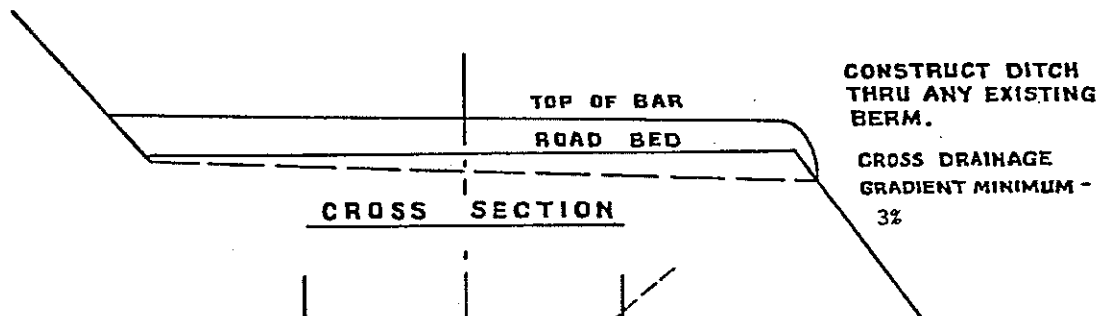 CONSTRUCT DITCH
THRU ANY EXISTING
BERM.
TOP OF BAR
ROAD BED
CROSS DRAINAGE
GRADIENT MINIMUM -
3%
CROSS SECTION